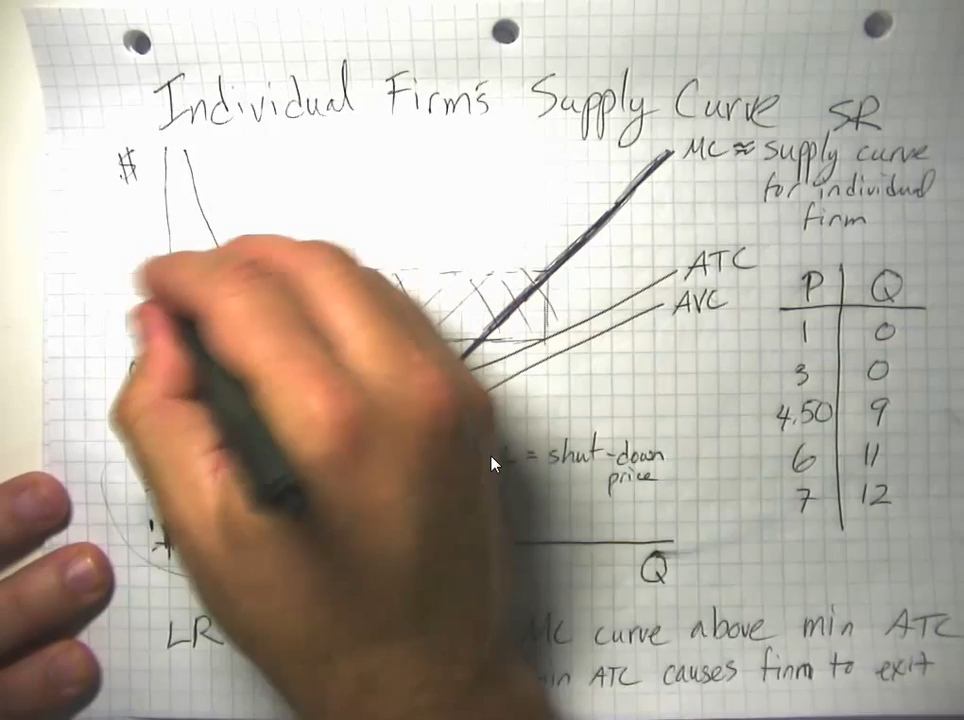 Individual Firm's Supply Curve SR
$
MC ≈ supply curve
for individual
firm
ATC
AVC
P Q
1 0
3 0
4.50 9
6 11
7 12
= shut-down
price
Q
LR
MC curve above min ATC
ATC causes firm to exit